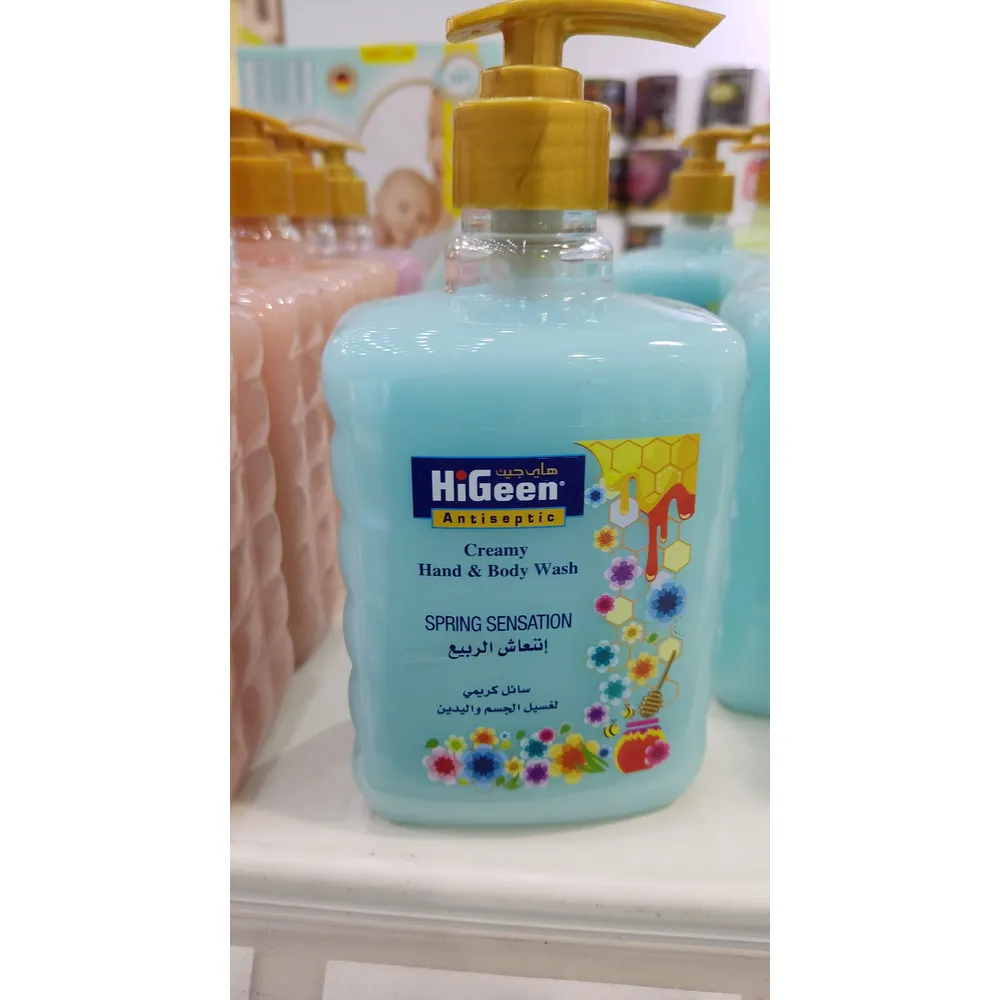 هاي جين
HiGeen®
Antiseptic
Creamy
Hand & Body Wash
SPRING SENSATION
إنتعاش الربيع
سائل كريمي
لغسيل الجسم واليدين